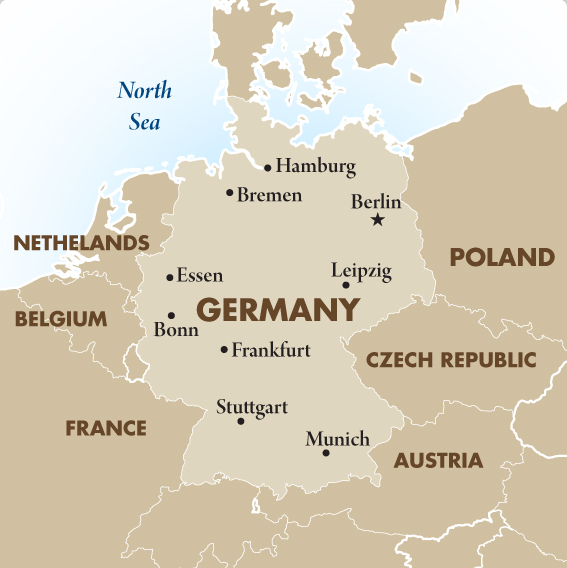 North
Sea
Hamburg
Bremen
Berlin
NETHELANDS
POLAND
Essen
Leipzig
GERMANY
BELGIUM
Bonn
Frankfurt
CZECH REPUBLIC
Stuttgart
FRANCE
Munich
AUSTRIA